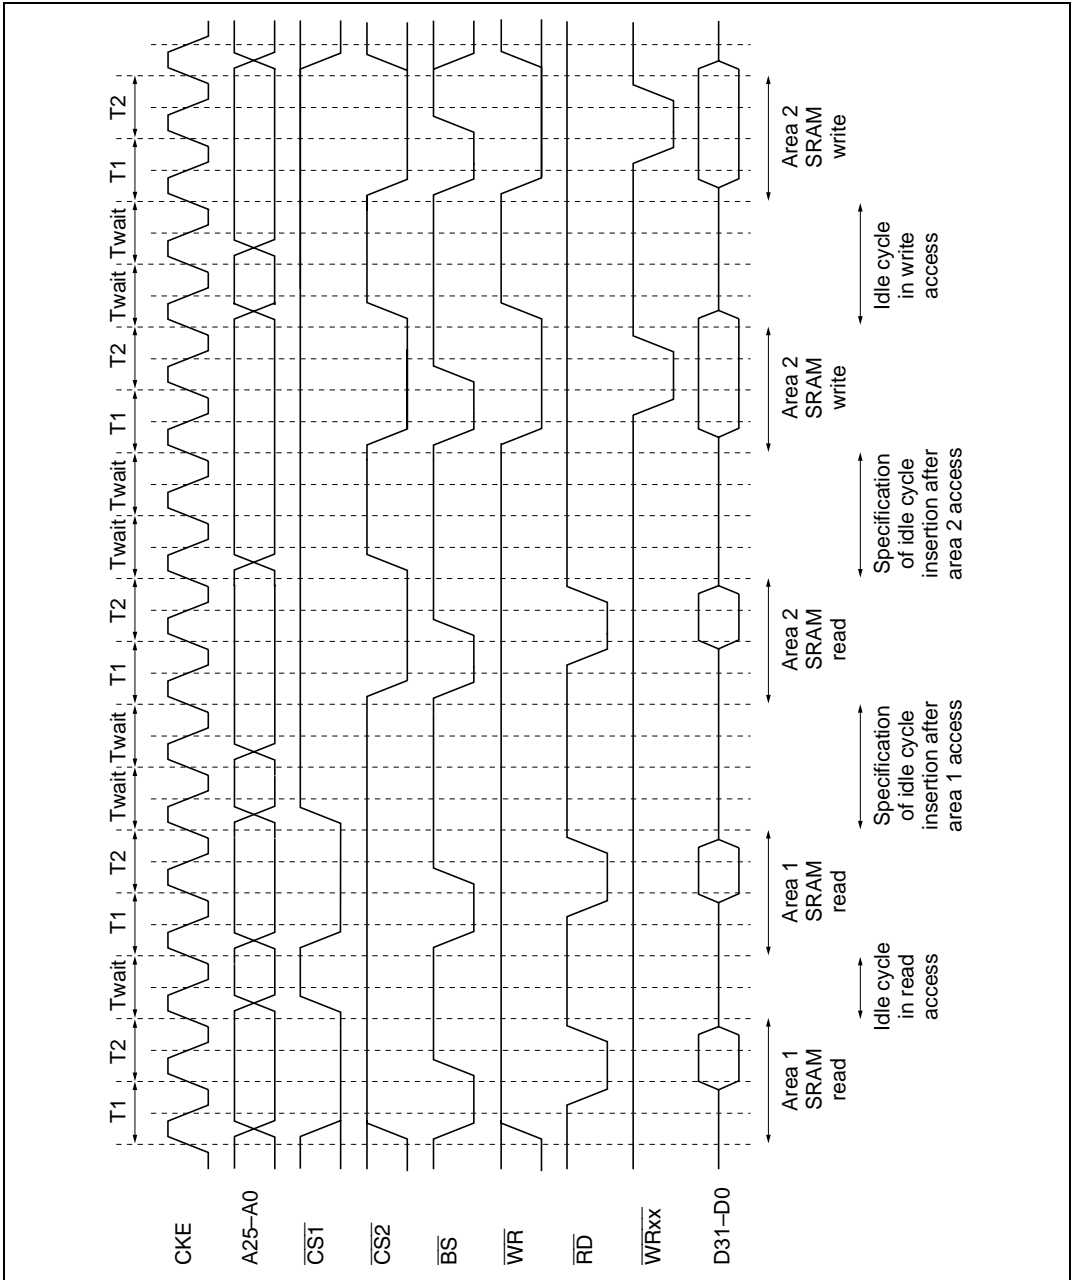 T1 T2 Twait T1 T2 Twait Twait T1 T2 Twait Twait T1 T2 Twait Twait T1 T2
CKE
A25–A0
CS1
CS2
BS
WR
RD
WRxx
D31–D0
Area 1
SRAM
read
Area 1
SRAM
read
Area 2
SRAM
read
Area 2
SRAM
write
Area 2
SRAM
write
Idle cycle
in read
access
Specification
of idle cycle
insertion after
area 1 access
Specification
of idle cycle
insertion after
area 2 access
Idle cycle
in write
access